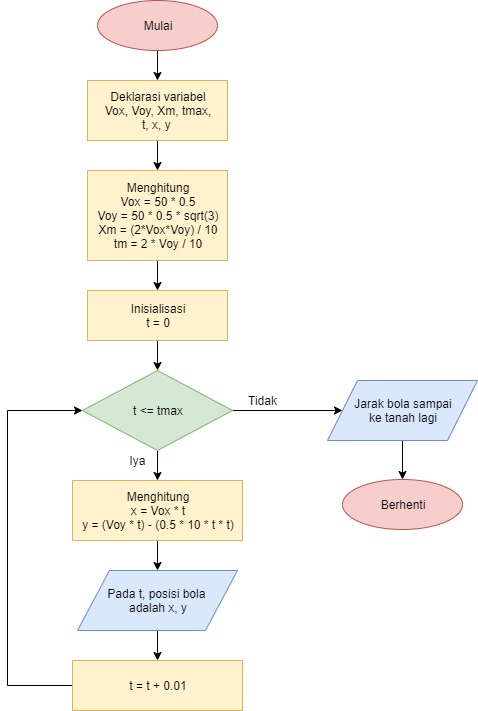 Mulai
Deklarasi variabel
Vox, Voy, Xm, tmax,
t, x, y
Menghitung
Vox = 50 * 0.5
Voy = 50 * 0.5 * sqrt(3)
Xm = (2*Vox*Voy) / 10
tm = 2 * Voy / 10
Inisialisasi
t = 0
t <= tmax
Tidak
Jarak bola sampai
ke tanah lagi
Berhenti
Iya
Menghitung
x = Vox * t
y = (Voy * t) - (0.5 * 10 * t * t)
Pada t, posisi bola
adalah x, y
t = t + 0.01